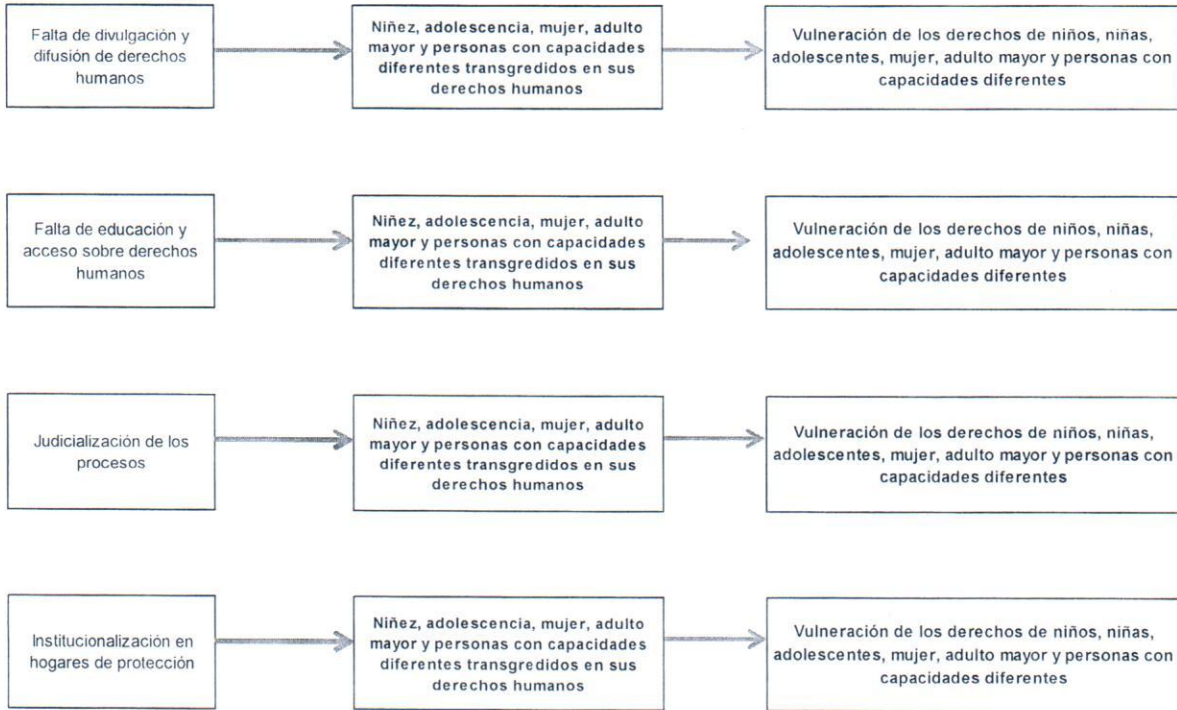 Falta de divulgación y
difusión de derechos
humanos
Niñez, adolescencia, mujer, adulto
mayor y personas con capacidades
diferentes transgredidos en sus
derechos humanos
Vulneración de los derechos de niños, niñas,
adolescentes, mujer, adulto mayor y personas con
capacidades diferentes
Falta de educación y
acceso sobre derechos
humanos
Niñez, adolescencia, mujer, adulto
mayor y personas con capacidades
diferentes transgredidos en sus
derechos humanos
Vulneración de los derechos de niños, niñas,
adolescentes, mujer, adulto mayor y personas con
capacidades diferentes
Judicialización de los
procesos
Niñez, adolescencia, mujer, adulto
mayor y personas con capacidades
diferentes transgredidos en sus
derechos humanos
Vulneración de los derechos de niños, niñas,
adolescentes, mujer, adulto mayor y personas con
capacidades diferentes
Institucionalización en
hogares de protección
Niñez, adolescencia, mujer, adulto
mayor y personas con capacidades
diferentes transgredidos en sus
derechos humanos
Vulneración de los derechos de niños, niñas,
adolescentes, mujer, adulto mayor y personas con
capacidades diferentes